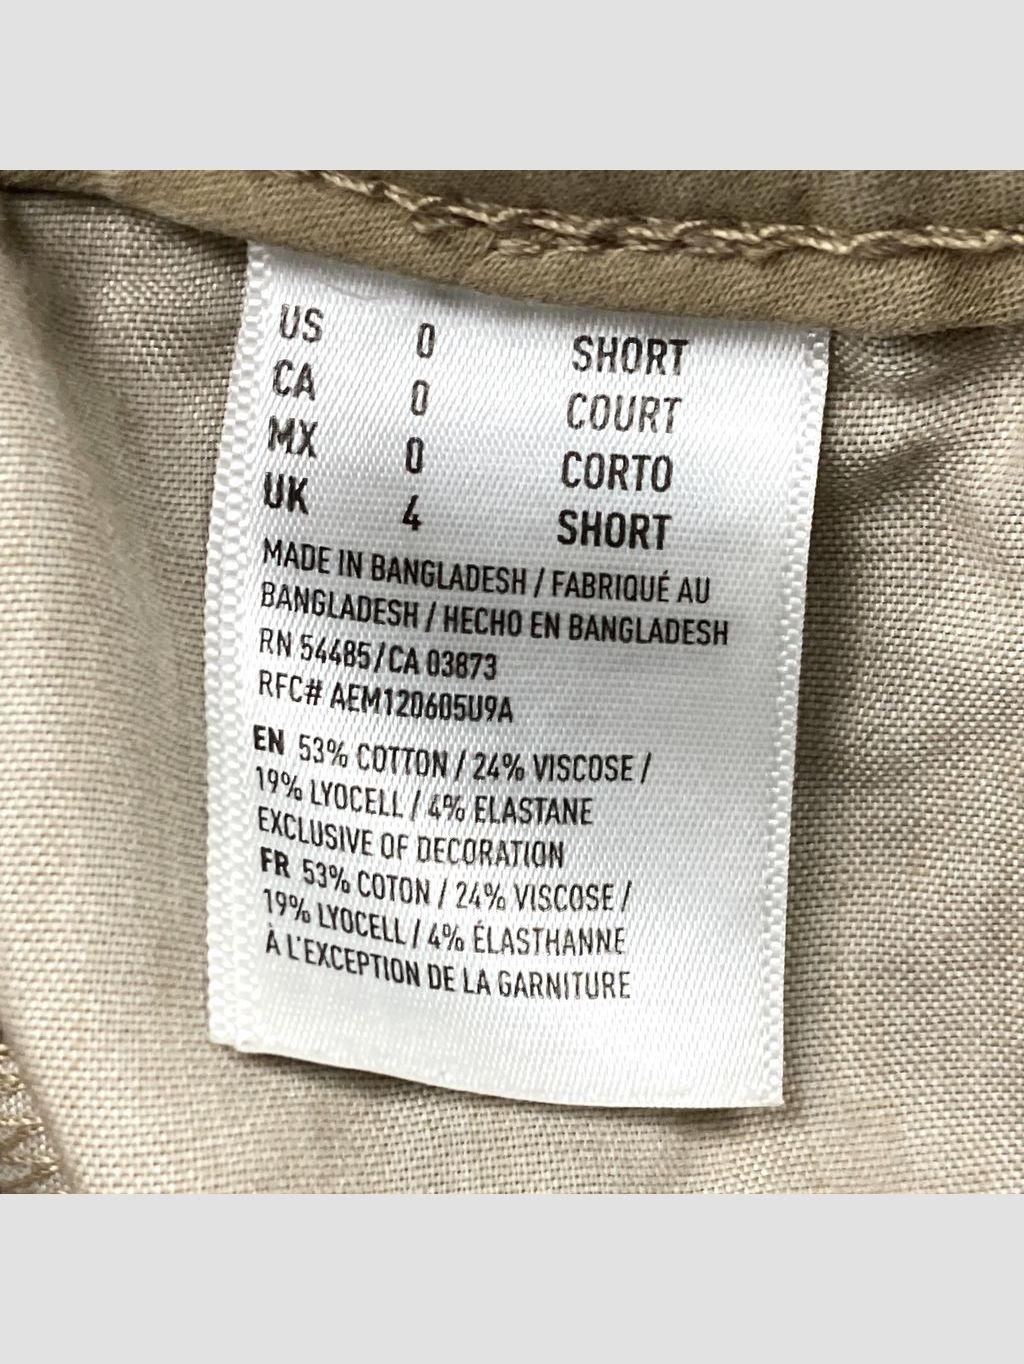 US 0 SHORT
CA 0 COURT
MX 0 CORTO
UK 4 SHORT
MADE IN BANGLADESH / FABRIQUÉ AU
BANGLADESH / HECHO EN BANGLADESH
RN 54485/CA 03873
RFC# AEM120605U9A
EN 53% COTTON / 24% VISCOSE /
19% LYOCELL / 4% ELASTANE
EXCLUSIVE OF DECORATION
FR 53% COTON / 24% VISCOSE /
19% LYOCELL / 4% ÉLASTHANNE
À L'EXCEPTION DE LA GARNITURE